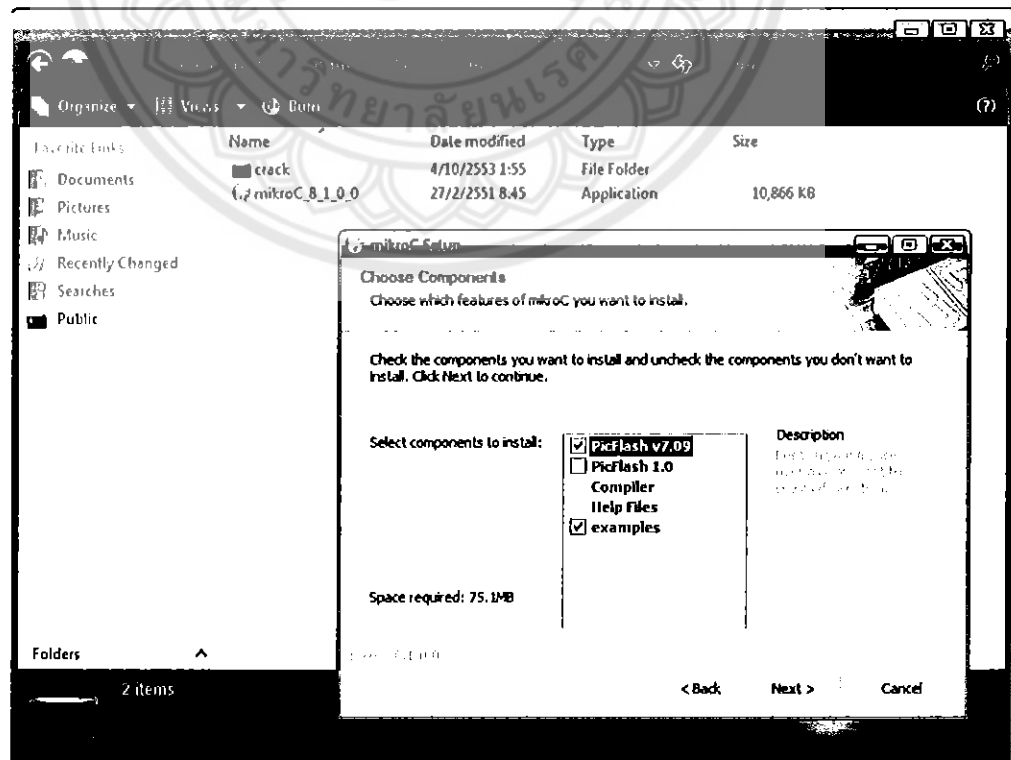 Organize Views Burn
Favorite Links
Name Date modified Type Size
crack 4/10/2553 1:55 File Folder
mikroC_8_1_0_0 27/2/2551 8:45 Application 10,866 KB
Documents
Pictures
Music
Recently Changed
Searches
Public
Folders
2 items
mikroC Setup
Choose Components
Choose which features of mikroC you want to install.
Check the components you want to install and uncheck the components you don't want to
install. Click Next to continue.
Select components to install:
PicFlash v7.09
PicFlash 1.0
Compiler
Help Files
examples
Description
Space required: 75.1MB
< Back Next > Cancel